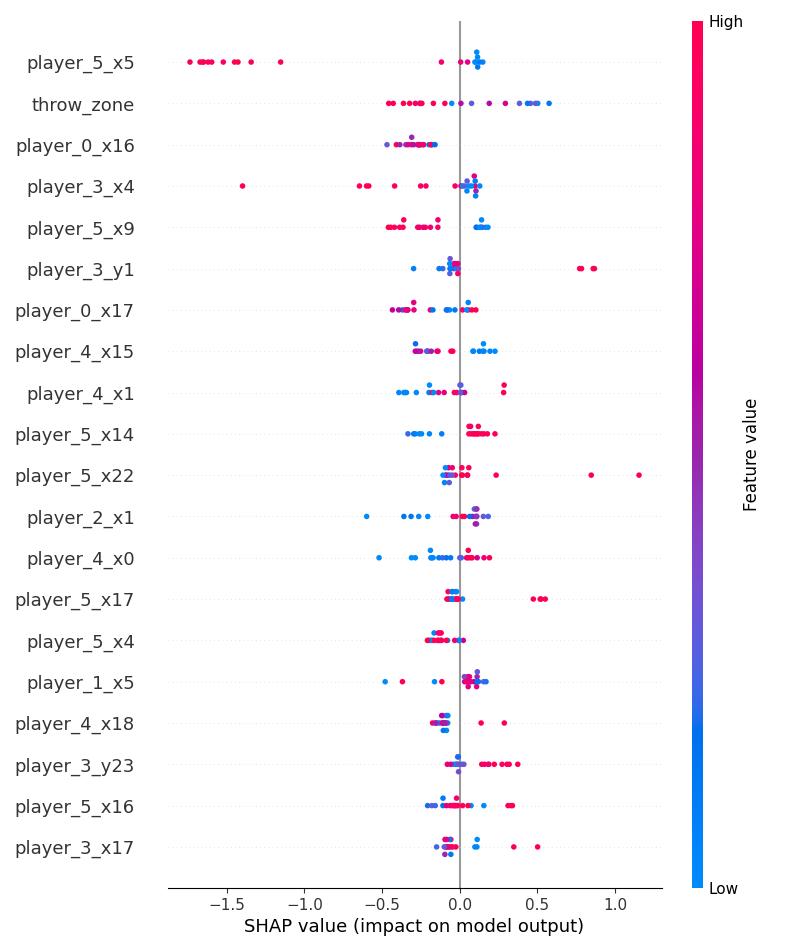 High
player_5_x5
throw_zone
player_0_x16
player_3_x4
player_5_x9
player_3_y1
player_0_x17
player_4_x15
player_4_x1
player_5_x14
player_5_x22
player_2_x1
player_4_x0
player_5_x17
player_5_x4
player_1_x5
player_4_x18
player_3_y23
player_5_x16
player_3_x17
Feature value
Low
−1.5 −1.0 −0.5 0.0 0.5 1.0
SHAP value (impact on model output)